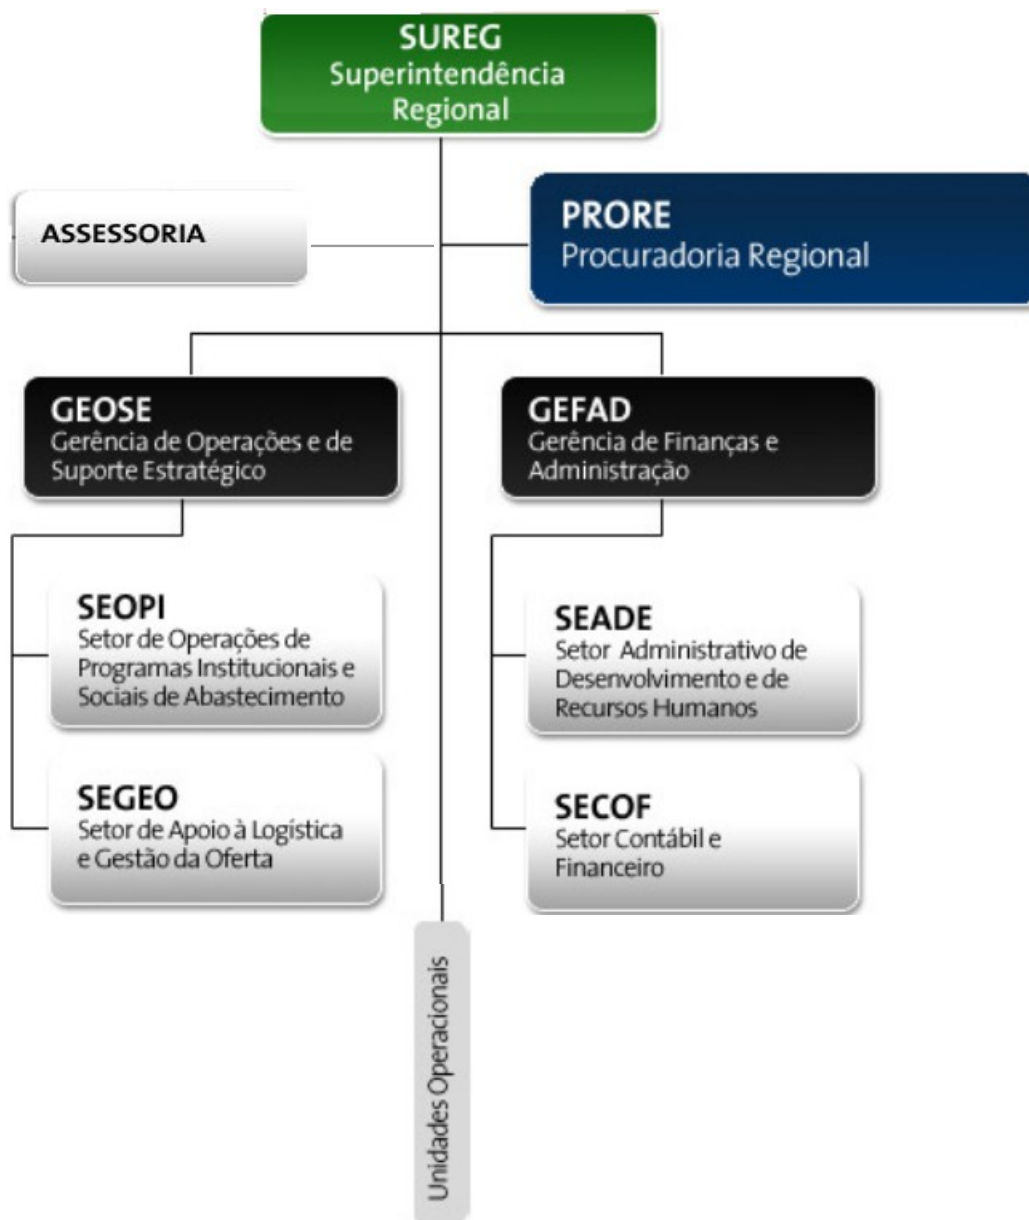 SUREG
Superintendência
Regional
ASSESSORIA
PRORE
Procuradoria Regional
GEOSE
Gerência de Operações e de
Suporte Estratégico
GEFAD
Gerência de Finanças e
Administração
SEOPI
Setor de Operações de
Programas Institucionais e
Sociais de Abastecimento
SEADE
Setor Administrativo de
Desenvolvimento e de
Recursos Humanos
SEGEO
Setor de Apoio à Logística
e Gestão da Oferta
SECOF
Setor Contábil e
Financeiro
Unidades Operacionais